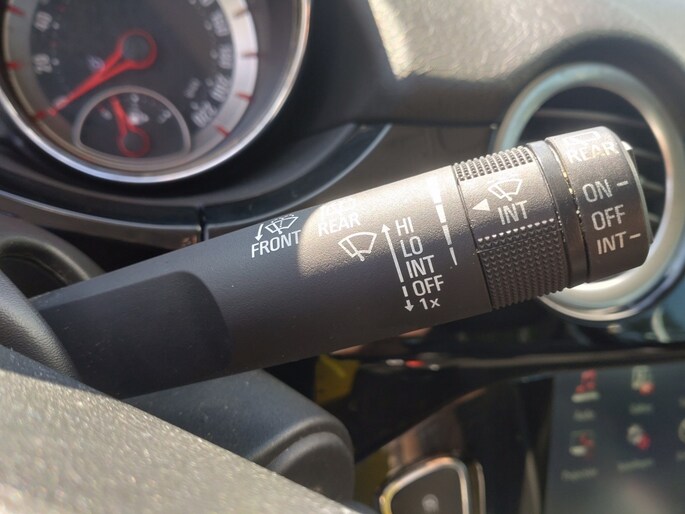 FRONT
REAR
HI
LO
INT
OFF
1x
INT
REAR
ON
OFF
INT